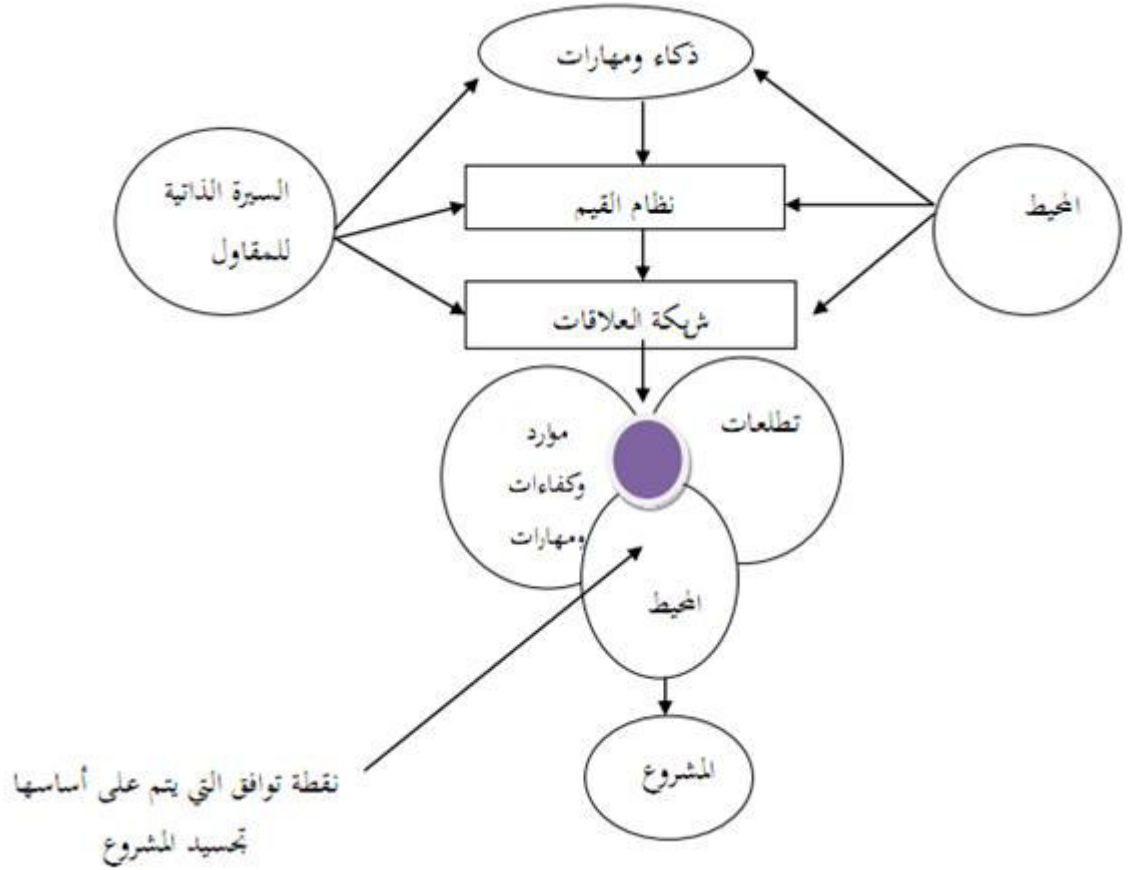 ذكاء ومهارات
السيرة الذاتية
للمقاول
نظام القيم
المحيط
شبكة العلاقات
موارد
وكفاءات
ومهارات
تطلعات
المحيط
المشروع
نقطة توافق التي يتم على أساسها
تجسيد المشروع